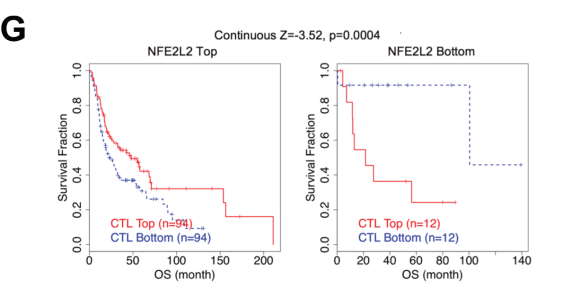 G
Continuous Z=-3.52, p=0.0004
NFE2L2 Top
NFE2L2 Bottom
Survival Fraction
1.0
0.8
0.6
0.4
0.2
0.0
CTL Top (n=94)
CTL Bottom (n=94)
0 50 100 150 200
OS (month)
Survival Fraction
1.0
0.8
0.6
0.4
0.2
0.0
CTL Top (n=12)
CTL Bottom (n=12)
0 20 40 60 80 100 140
OS (month)